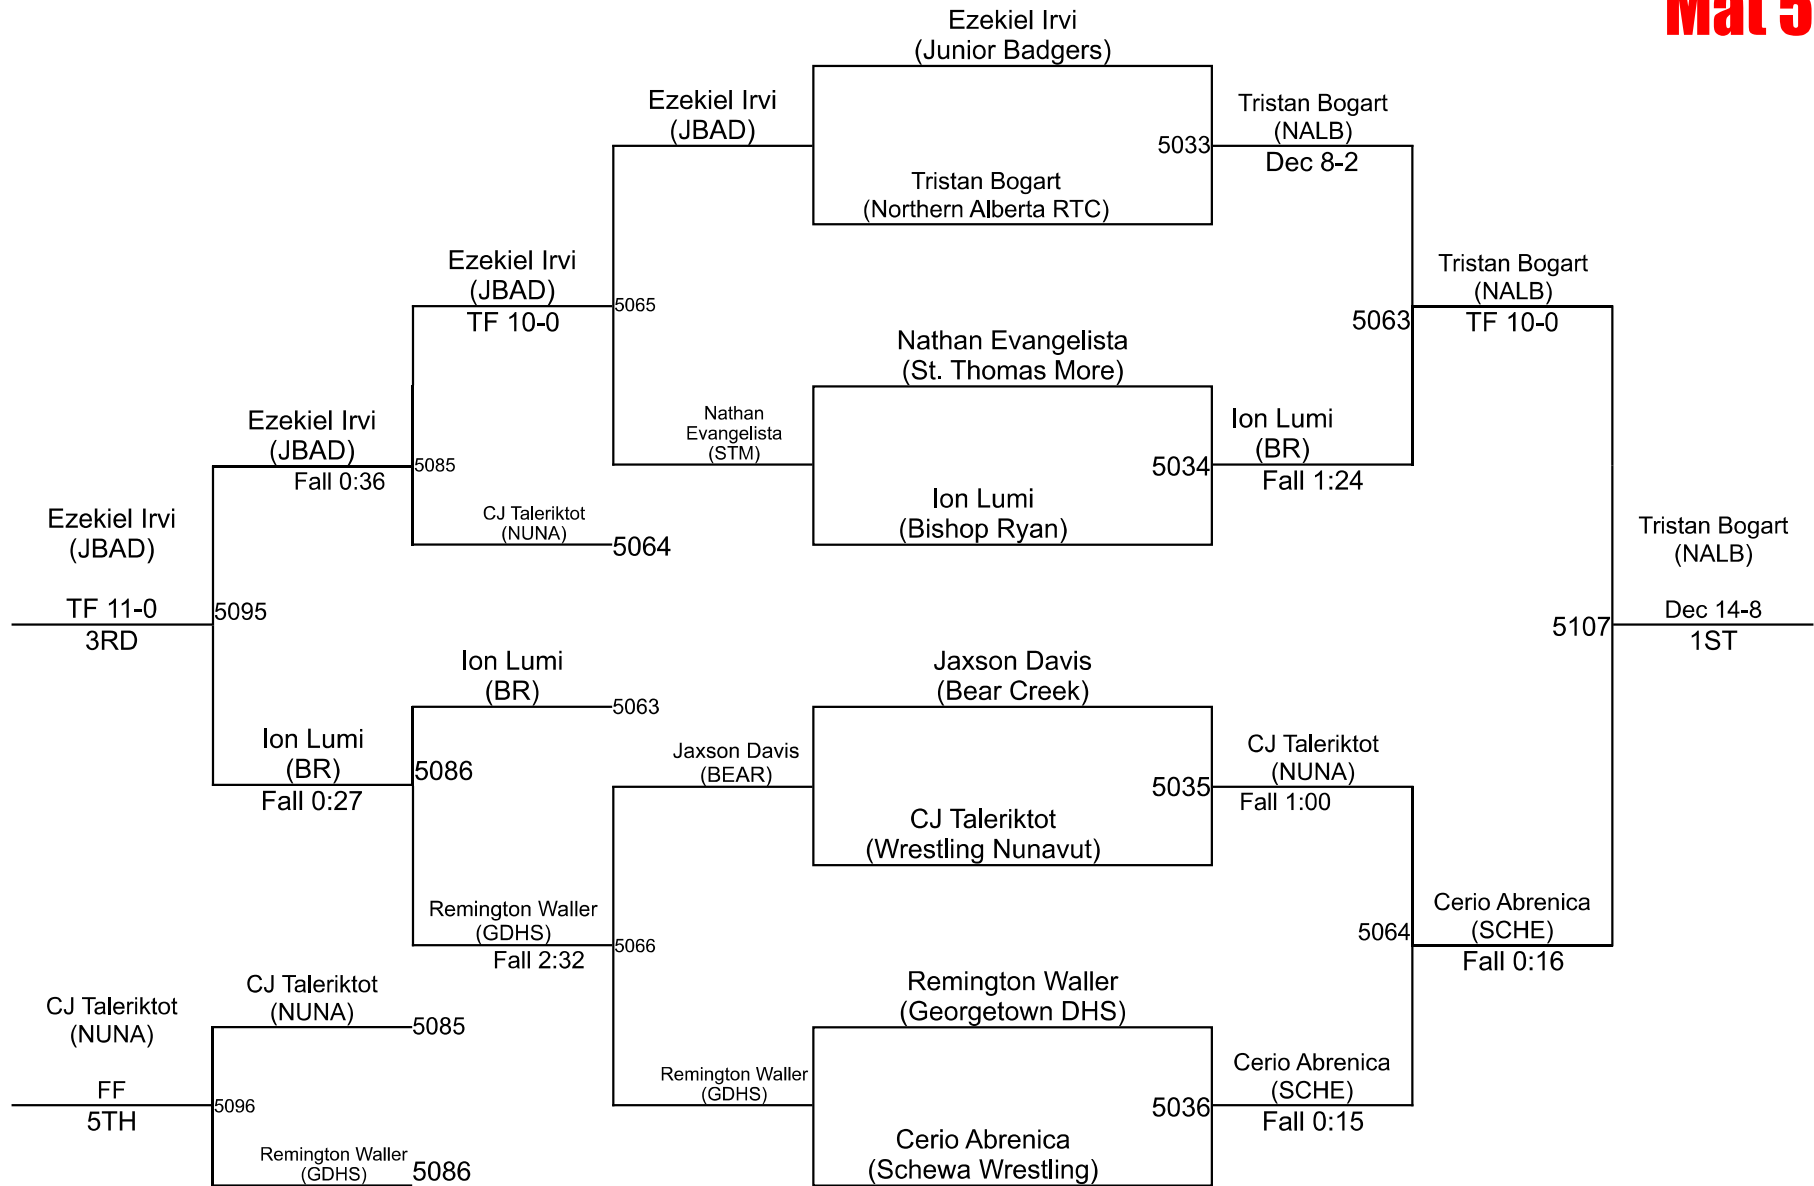 Mat 5
Ezekiel Irvi
(Junior Badgers)
Ezekiel Irvi
(JBAD)
5033
Tristan Bogart
(NALB)
Dec 8-2
Tristan Bogart
(Northern Alberta RTC)
Ezekiel Irvi
(JBAD)
TF 10-0
5065
Tristan Bogart
(NALB)
TF 10-0
5063
Nathan Evangelista
(St. Thomas More)
Nathan
Evangelista
(STM)
5034
Ion Lumi
(BR)
Fall 1:24
Ion Lumi
(Bishop Ryan)
Ezekiel Irvi
(JBAD)
Fall 0:36
5085
CJ Taleriktot
(NUNA)
5064
Ezekiel Irvi
(JBAD)
TF 11-0
3RD
5095
Tristan Bogart
(NALB)
Dec 14-8
1ST
5107
Ion Lumi
(BR)
5063
Jaxson Davis
(Bear Creek)
Ion Lumi
(BR)
Fall 0:27
5086
Jaxson Davis
(BEAR)
5035
CJ Taleriktot
(NUNA)
Fall 1:00
CJ Taleriktot
(Wrestling Nunavut)
Remington Waller
(GDHS)
Fall 2:32
5066
5064
Cerio Abrenica
(SCHE)
Fall 0:16
Remington Waller
(Georgetown DHS)
CJ Taleriktot
(NUNA)
FF
5TH
CJ Taleriktot
(NUNA)
5085
5096
Remington Waller
(GDHS)
5086
Remington Waller
(GDHS)
5036
Cerio Abrenica
(SCHE)
Fall 0:15
Cerio Abrenica
(Schewa Wrestling)